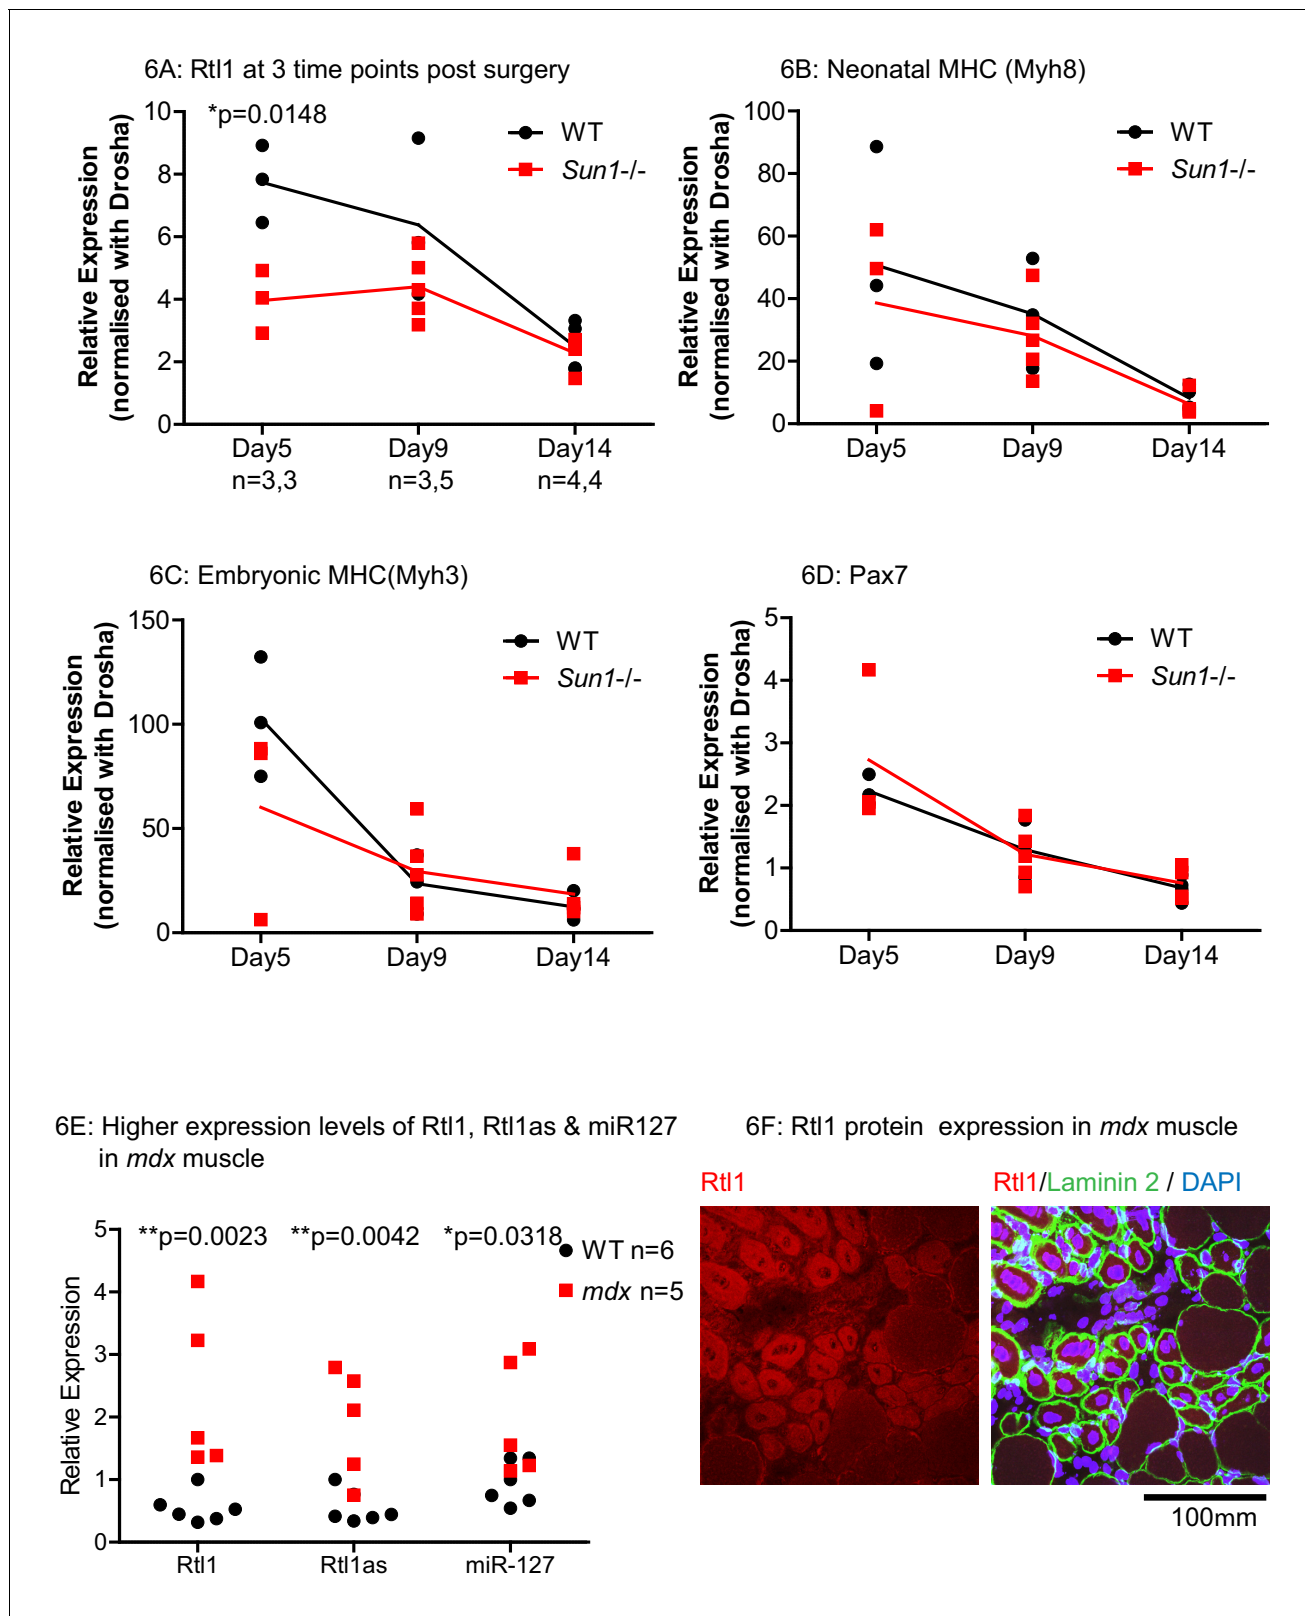 6A: Rtl1 at 3 time points post surgery
*p=0.0148
WT
Sun1-/-
Relative Expression
(normalised with Drosha)
10
8
6
4
2
0
Day5
Day9
Day14
n=3,3
n=3,5
n=4,4
6B: Neonatal MHC (Myh8)
WT
Sun1-/-
Relative Expression
(normalised with Drosha)
100
80
60
40
20
0
Day5
Day9
Day14
6C: Embryonic MHC(Myh3)
WT
Sun1-/-
Relative Expression
(normalised with Drosha)
150
100
50
0
Day5
Day9
Day14
6D: Pax7
WT
Sun1-/-
Relative Expression
(normalised with Drosha)
5
4
3
2
1
0
Day5
Day9
Day14
6E: Higher expression levels of Rtl1, Rtl1as & miR127
in mdx muscle
**p=0.0023
**p=0.0042
*p=0.0318
WT n=6
mdx n=5
Relative Expression
5
4
3
2
1
0
Rtl1
Rtl1as
miR-127
6F: Rtl1 protein expression in mdx muscle
Rtl1
Rtl1/Laminin 2 / DAPI
100mm